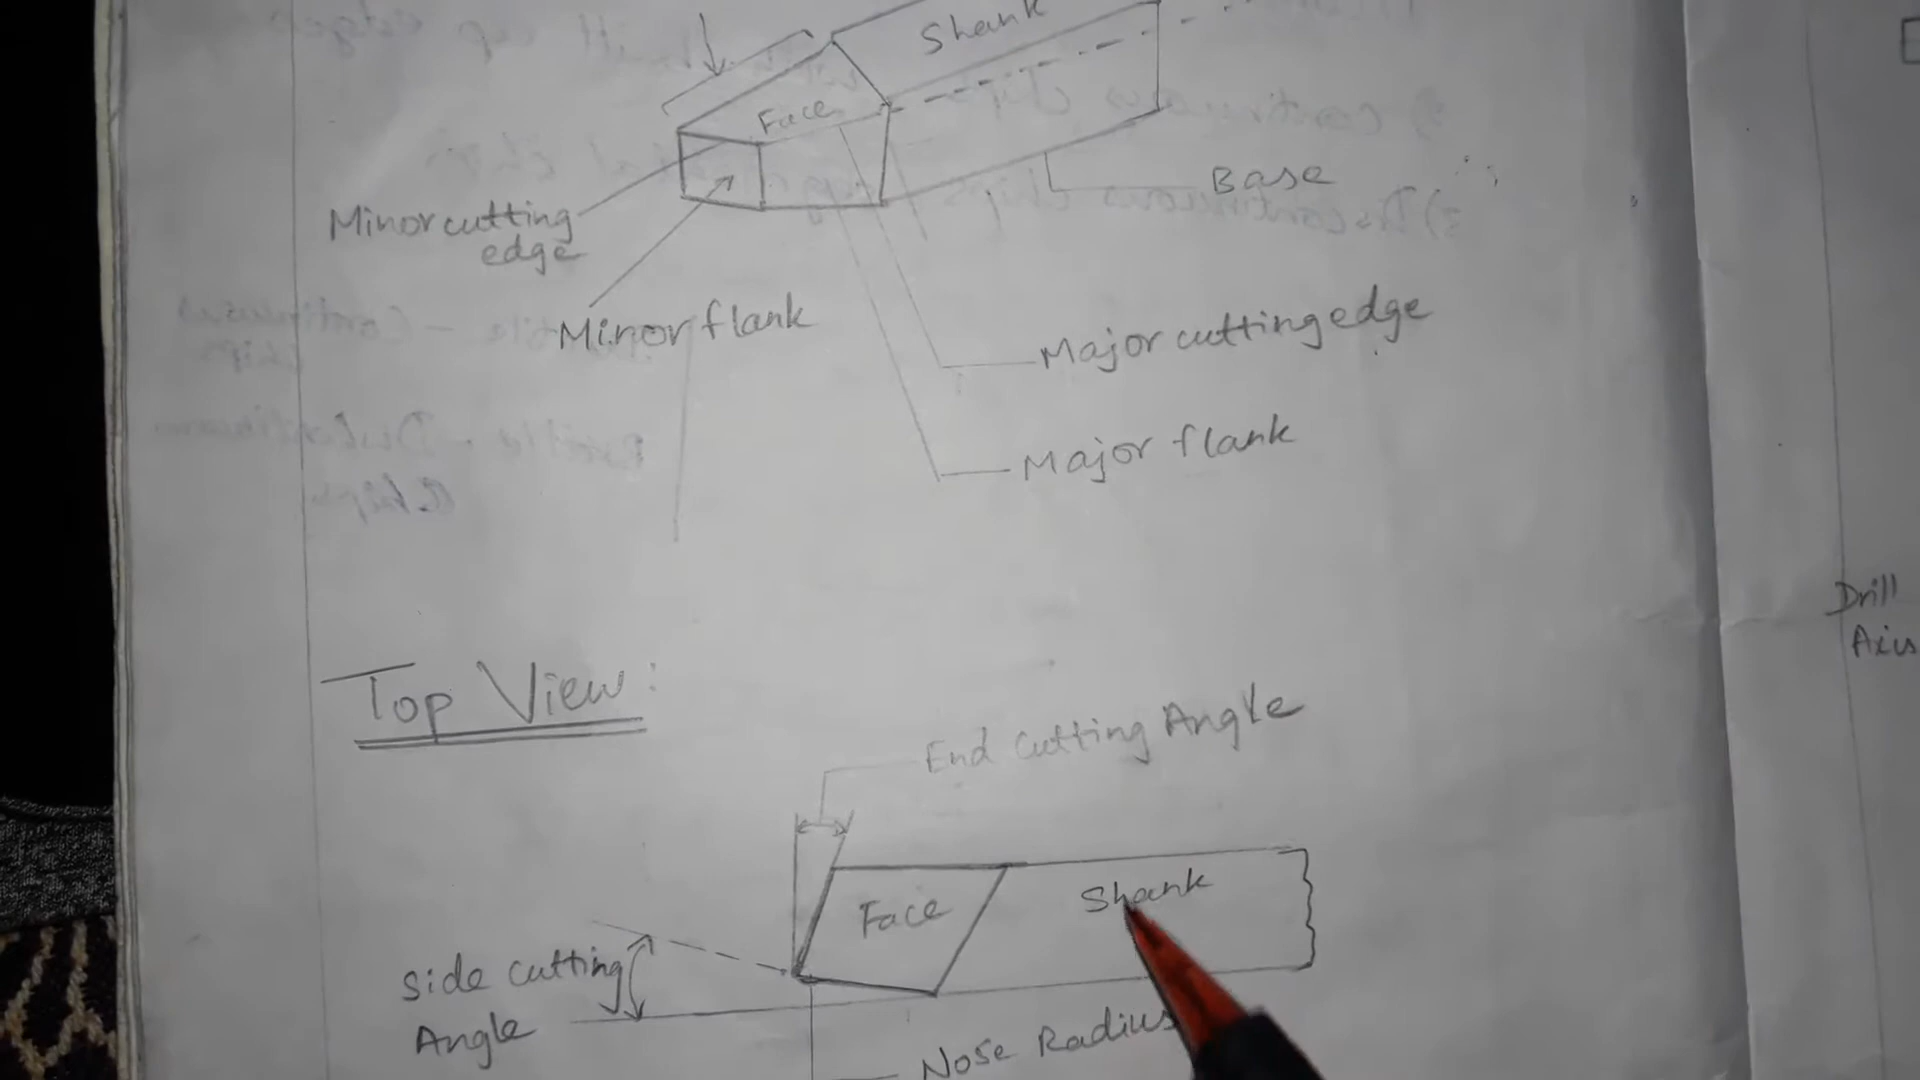 Shank
Face
Base
Minor cutting
edge
Minor flank
Major cutting edge
Major flank
Drill
Axis
Top View:
End Cutting Angle
Face
Shank
Side cutting
Angle
Nose Radius